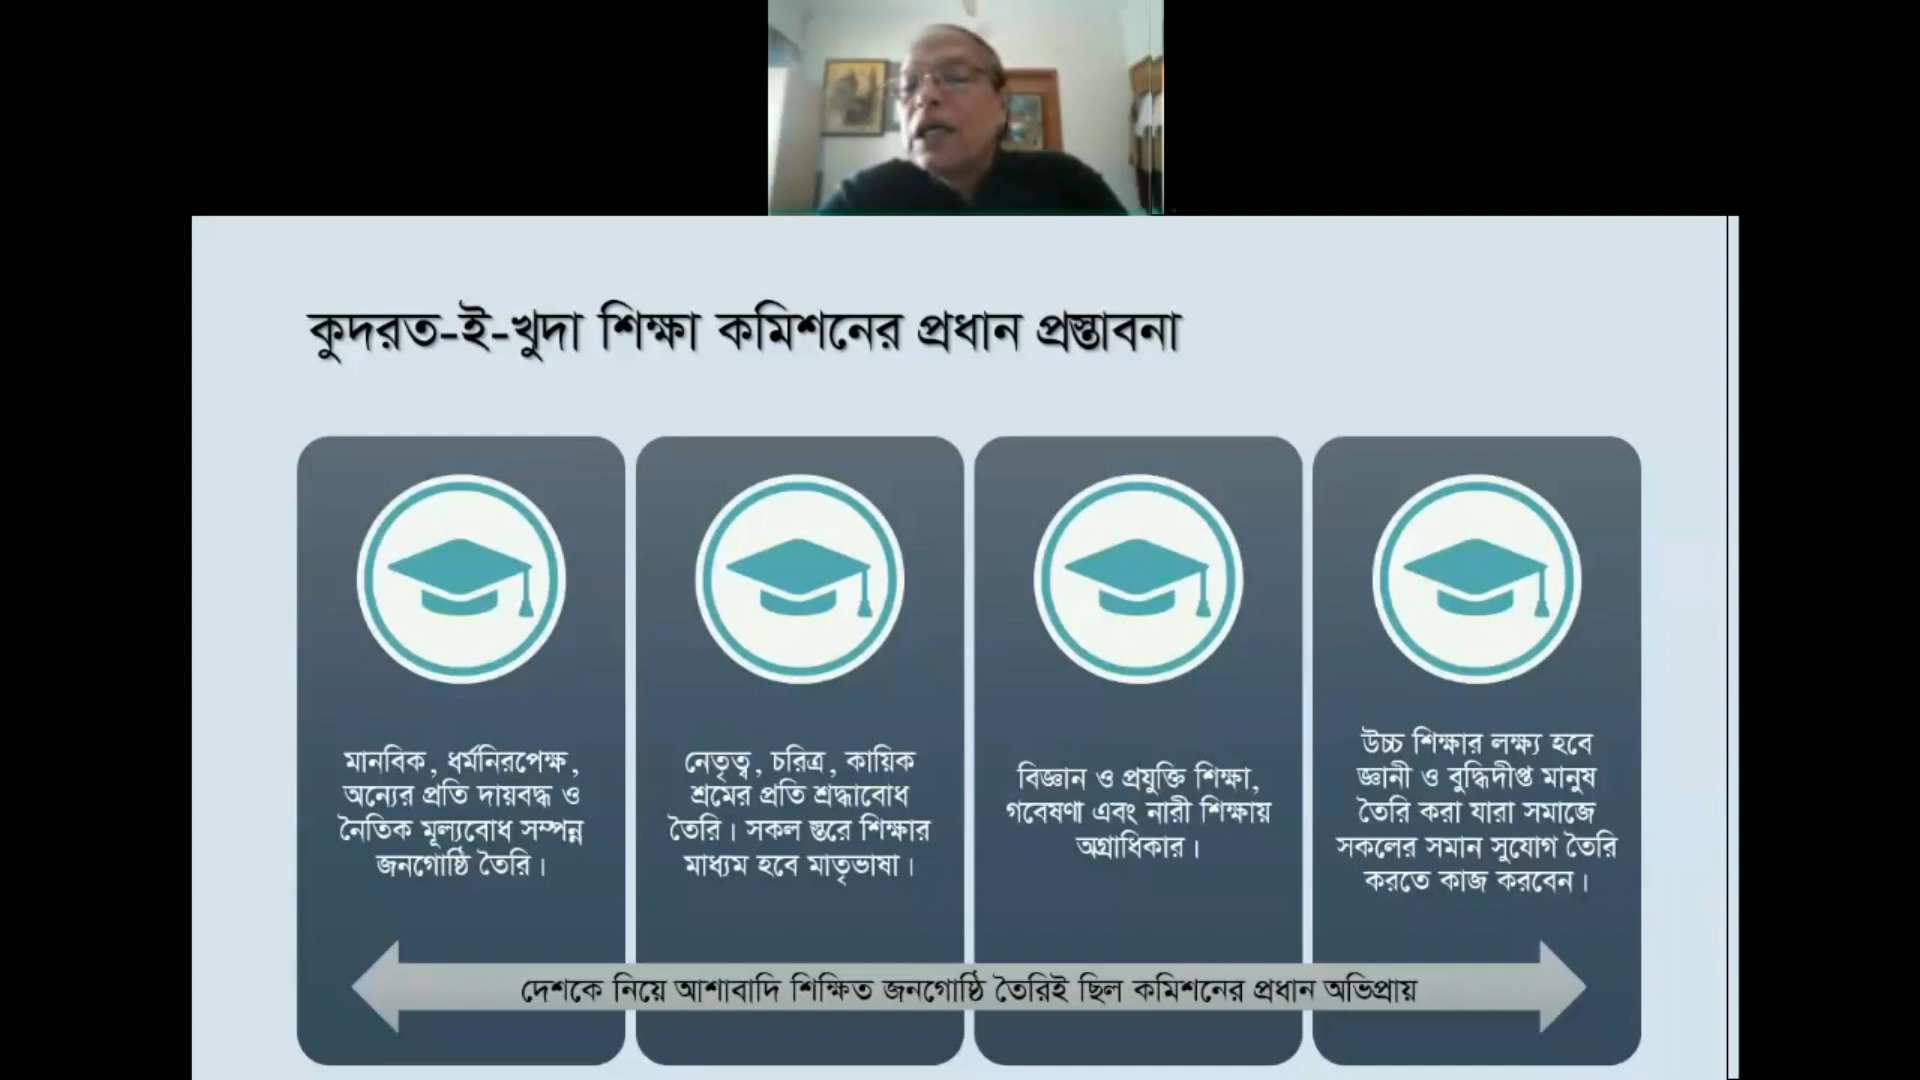 কুদরত-ই-খুদা শিক্ষা কমিশনের প্রধান প্রস্তাবনা
মানবিক, ধর্মনিরপেক্ষ,
অন্যের প্রতি দায়বদ্ধ ও
নৈতিক মূল্যবোধ সম্পন্ন
জনগোষ্ঠি তৈরি।
নেতৃত্ব, চরিত্র, কায়িক
শ্রমের প্রতি শ্রদ্ধাবোধ
তৈরি। সকল স্তরে শিক্ষার
মাধ্যম হবে মাতৃভাষা।
বিজ্ঞান ও প্রযুক্তি শিক্ষা,
গবেষণা এবং নারী শিক্ষায়
অগ্রাধিকার।
উচ্চ শিক্ষার লক্ষ্য হবে
জ্ঞানী ও বুদ্ধিদীপ্ত মানুষ
তৈরি করা যারা সমাজে
সকলের সমান সুযোগ তৈরি
করতে কাজ করবেন।
দেশকে নিয়ে আশাবাদি শিক্ষিত জনগোষ্ঠি তৈরিই ছিল কমিশনের প্রধান অভিপ্রায়